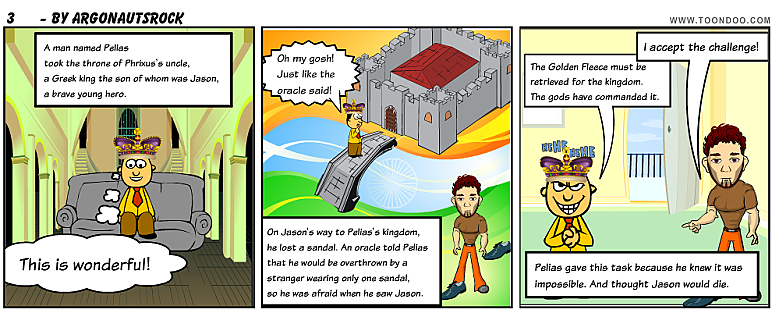 3 - BY ARGONAUTSROCK
WWW.TOONDOO.COM
A man named Pelias
took the throne of Phrixus's uncle,
a Greek king the son of whom was Jason,
a brave young hero.
This is wonderful!
Oh my gosh!
Just like the
oracle said!
On Jason's way to Pelias's kingdom,
he lost a sandal. An oracle told Pelias
that he would be overthrown by a
stranger wearing only one sandal,
so he was afraid when he saw Jason.
I accept the challenge!
The Golden Fleece must be
retrieved for the kingdom.
The gods have commanded it.
HEHEHEHE
Pelias gave this task because he knew it was
impossible. And thought Jason would die.